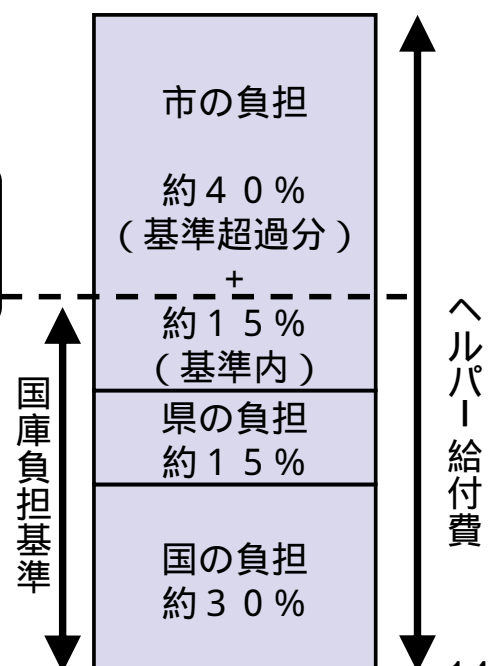 市の負担
約４０％
（基準超過分）
+
約１５％
（基準内）
県の負担
約１５％
国の負担
約３０％
国庫負担基準
ヘルパー給付費